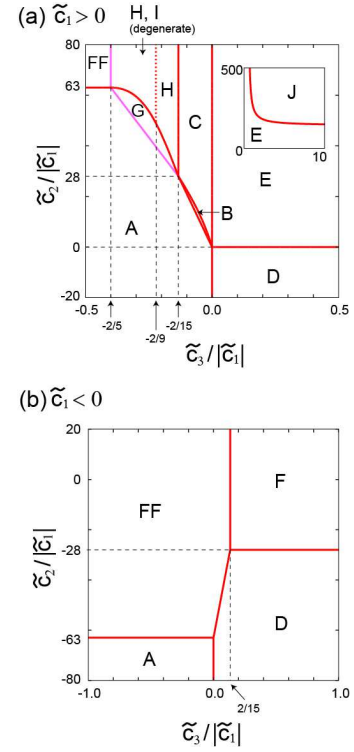 (a) c̃₁ > 0
H, I
(degenerate)
80
FF
63
H
G
C
500
J
E
0
10
c̃₂/|c̃₁|
28
E
B
A
0
D
-20
-0.5
0.0
0.5
-2/5
-2/9
-2/15
c̃₃/|c̃₁|
(b) c̃₁ < 0
20
F
0
FF
c̃₂/|c̃₁|
-28
D
-63
A
-80
-1.0
0.0
1.0
2/15
c̃₃/|c̃₁|